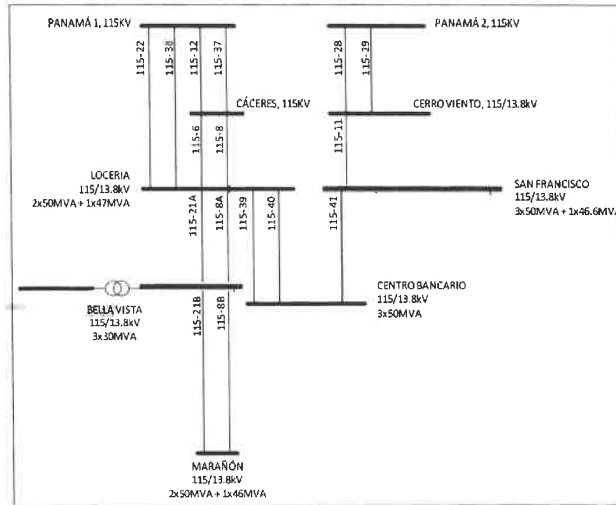 PANAMÁ 1, 115KV
PANAMÁ 2, 115KV
115-22
115-38
115-12
115-37
115-28
115-29
CÁCERES, 115KV
CERRO VIENTO, 115/13.8kV
115-6
115-8
115-11
LOCERIA
115/13.8kV
2x50MVA + 1x47MVA
SAN FRANCISCO
115/13.8kV
3x50MVA + 1x46.6MVA
115-21A
115-8A
115-39
115-40
115-41
CENTRO BANCARIO
115/13.8kV
3x50MVA
BELLA VISTA
115/13.8kV
3x30MVA
115-21B
115-8B
MARAÑÓN
115/13.8kV
2x50MVA + 1x46MVA